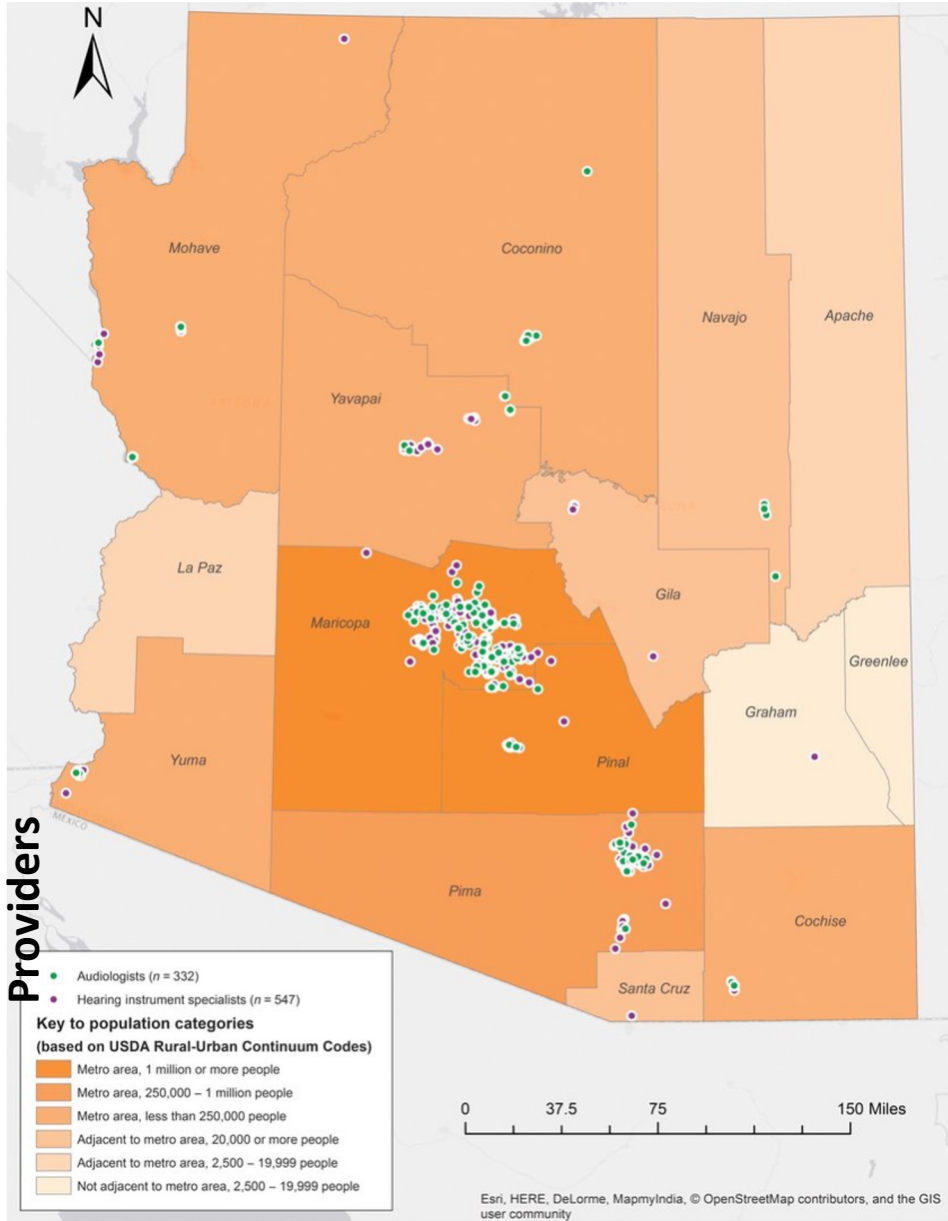 N
Mohave
Coconino
Navajo
Apache
Yavapai
La Paz
Gila
Maricopa
Greenlee
Graham
Yuma
Pinal
MEXICO
Pima
Cochise
Santa Cruz
Providers
Audiologists (n = 332)
Hearing instrument specialists (n = 547)
Key to population categories
(based on USDA Rural-Urban Continuum Codes)
Metro area, 1 million or more people
Metro area, 250,000 – 1 million people
Metro area, less than 250,000 people
Adjacent to metro area, 20,000 or more people
Adjacent to metro area, 2,500 – 19,999 people
Not adjacent to metro area, 2,500 – 19,999 people
0 37.5 75 150 Miles
Esri, HERE, DeLorme, MapmyIndia, © OpenStreetMap contributors, and the GIS
user community